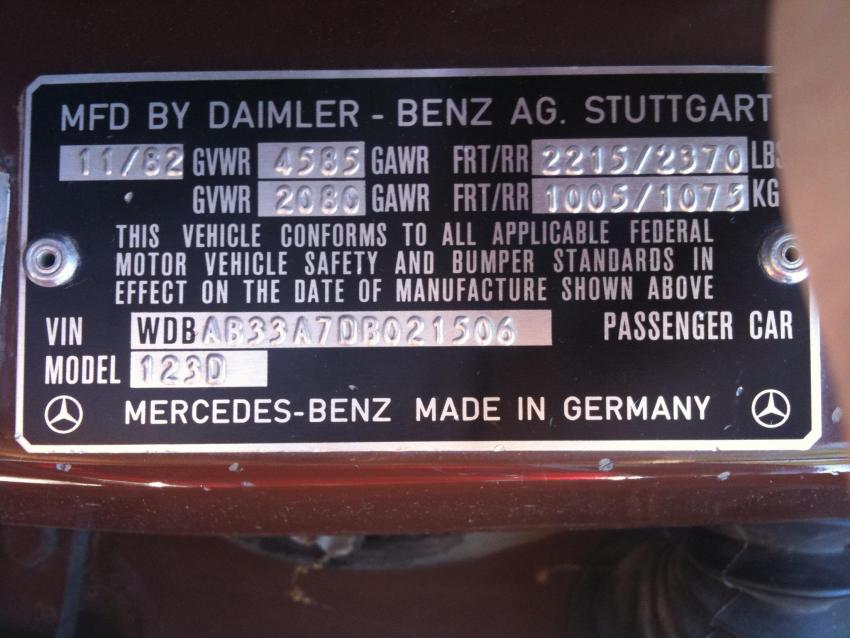 MFD BY DAIMLER - BENZ AG. STUTTGART
11/82 GVWR 4585 GAWR FRT/RR 2215/2370 LBS
GVWR 2080 GAWR FRT/RR 1005/1075 KG
THIS VEHICLE CONFORMS TO ALL APPLICABLE FEDERAL
MOTOR VEHICLE SAFETY AND BUMPER STANDARDS IN
EFFECT ON THE DATE OF MANUFACTURE SHOWN ABOVE
VIN WDBAB33A7DB021506 PASSENGER CAR
MODEL 123D
MERCEDES-BENZ MADE IN GERMANY